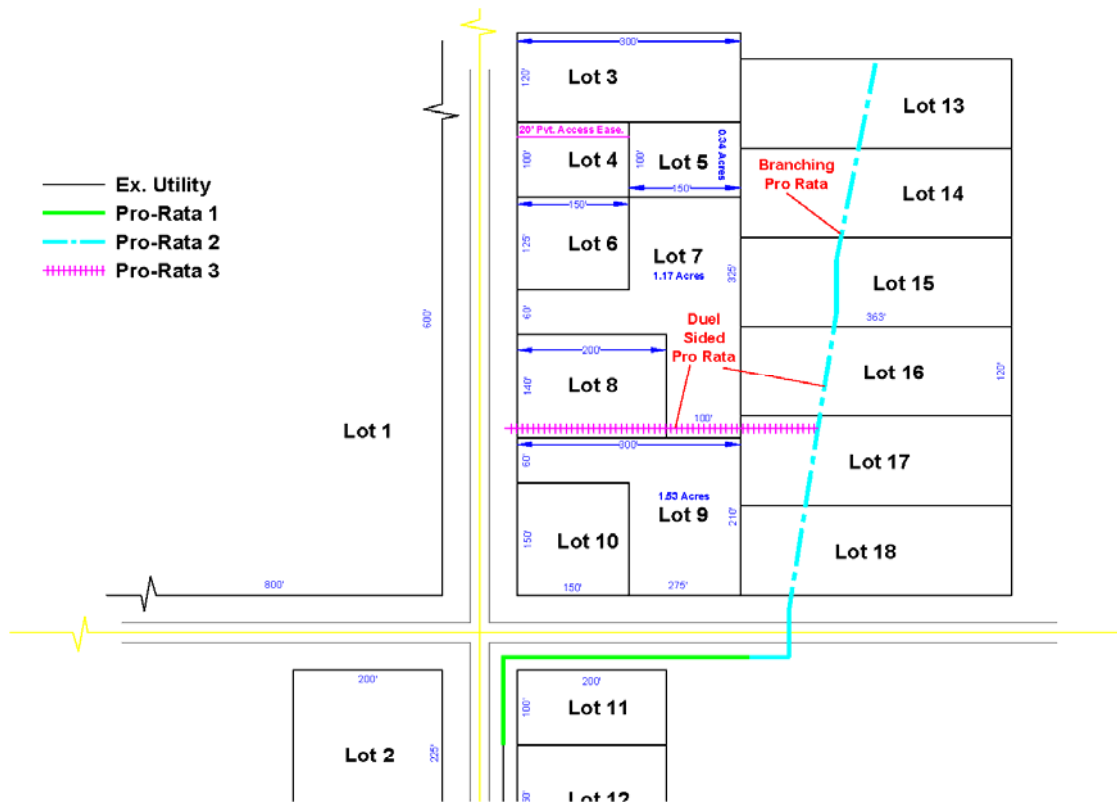 300'
Lot 3
120'
Lot 13
20' Pvt. Access Ease.
100'
Lot 4
100'
Lot 5
0.34 Acres
150'
Branching
Pro Rata
Lot 14
Ex. Utility
Pro-Rata 1
Pro-Rata 2
Pro-Rata 3
150'
125'
Lot 6
Lot 7
1.17 Acres
325'
Lot 15
363'
600'
60'
Duel
Sided
Pro Rata
200'
140'
Lot 8
Lot 16
120'
100'
Lot 1
300'
60'
Lot 17
1.53 Acres
Lot 9
210'
150'
Lot 10
Lot 18
800'
150'
275'
200'
200'
100'
Lot 11
Lot 2
225'
Lot 12